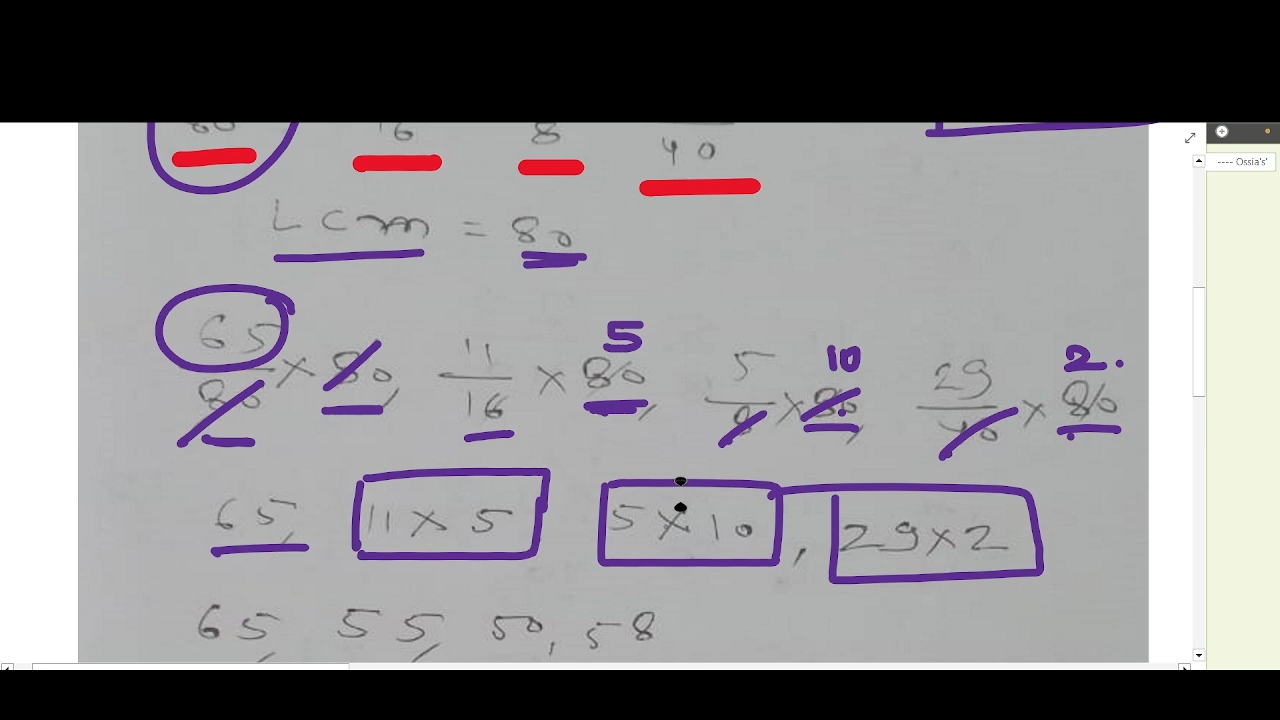 80 16 8 40
LCM = 80
5 10 2.
65/80 × 80, 11/16 × 80, 5/8 × 80, 29/40 × 80
65, 11 × 5 5 × 10, 29 × 2
65, 55, 50, 58
---- Ossia's'